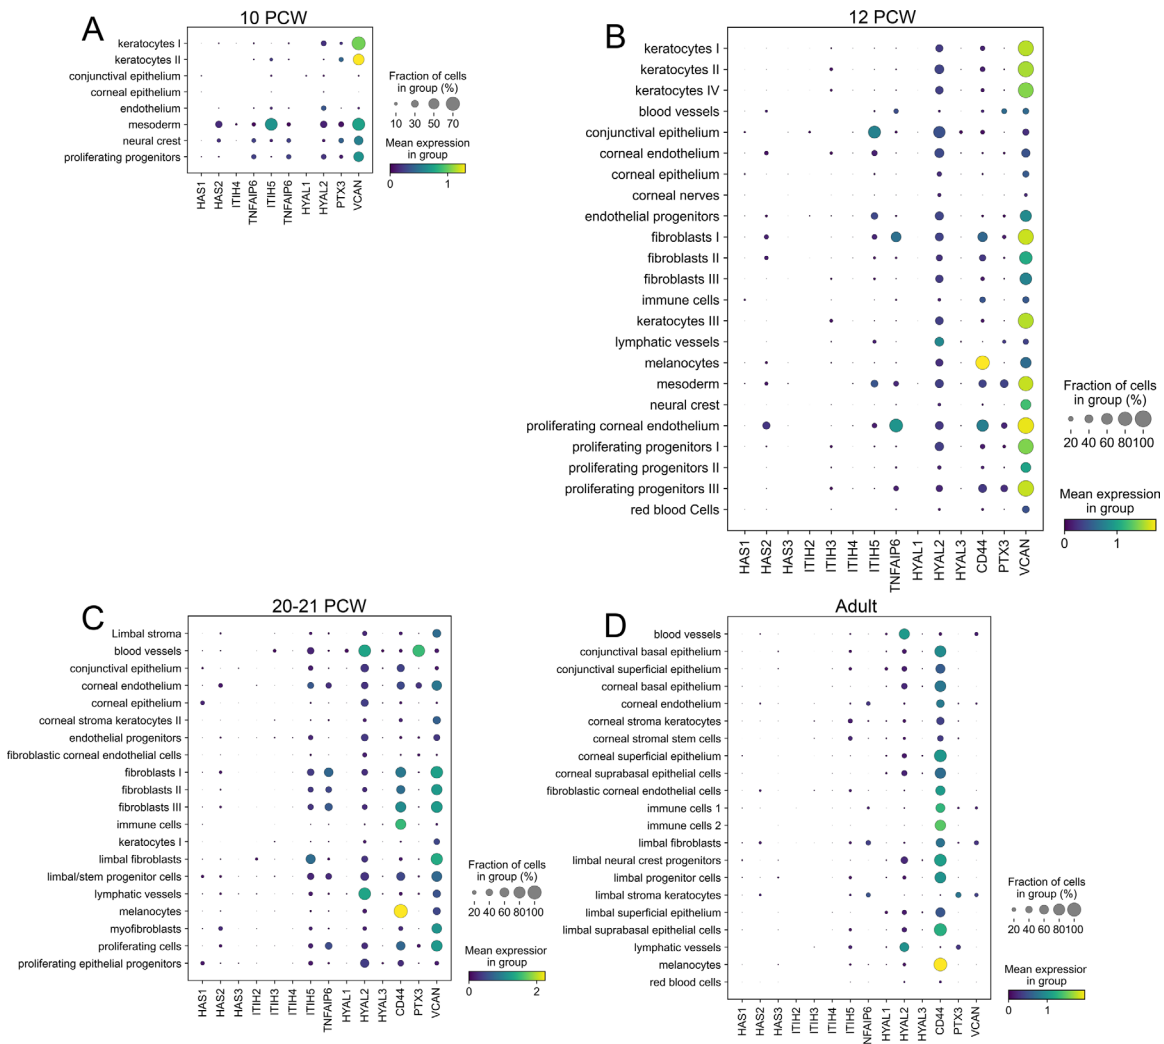 A
10 PCW
keratocytes I
keratocytes II
conjunctival epithelium
corneal epithelium
endothelium
mesoderm
neural crest
proliferating progenitors
HAS1
HAS2
ITIH4
TNFAIP6
ITIH5
TNFAIP6
HYAL1
HYAL2
PTX3
VCAN
Fraction of cells
in group (%)
10 30 50 70
Mean expression
in group
0 1
B
12 PCW
keratocytes I
keratocytes II
keratocytes IV
blood vessels
conjunctival epithelium
corneal endothelium
corneal epithelium
corneal nerves
endothelial progenitors
fibroblasts I
fibroblasts II
fibroblasts III
immune cells
keratocytes III
lymphatic vessels
melanocytes
mesoderm
neural crest
proliferating corneal endothelium
proliferating progenitors I
proliferating progenitors II
proliferating progenitors III
red blood Cells
HAS1
HAS2
HAS3
ITIH2
ITIH3
ITIH4
ITIH5
TNFAIP6
HYAL1
HYAL2
HYAL3
CD44
PTX3
VCAN
Fraction of cells
in group (%)
20 40 60 80 100
Mean expression
in group
0 1
C
20-21 PCW
Limbal stroma
blood vessels
conjunctival epithelium
corneal endothelium
corneal epithelium
corneal stroma keratocytes II
endothelial progenitors
fibroblastic corneal endothelial cells
fibroblasts I
fibroblasts II
fibroblasts III
immune cells
keratocytes I
limbal fibroblasts
limbal/stem progenitor cells
lymphatic vessels
melanocytes
myofibroblasts
proliferating cells
proliferating epithelial progenitors
HAS1
HAS2
HAS3
ITIH2
ITIH3
ITIH4
ITIH5
TNFAIP6
HYAL1
HYAL2
HYAL3
CD44
PTX3
VCAN
Fraction of cells
in group (%)
20 40 60 80 100
Mean expression
in group
0 2
D
Adult
blood vessels
conjunctival basal epithelium
conjunctival superficial epithelium
corneal basal epithelium
corneal endothelium
corneal stroma keratocytes
corneal stromal stem cells
corneal superficial epithelium
corneal suprabasal epithelial cells
fibroblastic corneal endothelial cells
immune cells 1
immune cells 2
limbal fibroblasts
limbal neural crest progenitors
limbal progenitor cells
limbal stroma keratocytes
limbal superficial epithelium
limbal suprabasal epithelial cells
lymphatic vessels
melanocytes
red blood cells
HAS1
HAS2
HAS3
ITIH2
ITIH3
ITIH4
ITIH5
NFAIP6
HYAL1
HYAL2
HYAL3
CD44
PTX3
VCAN
Fraction of cells
in group (%)
20 40 60 80 100
Mean expression
in group
0 1